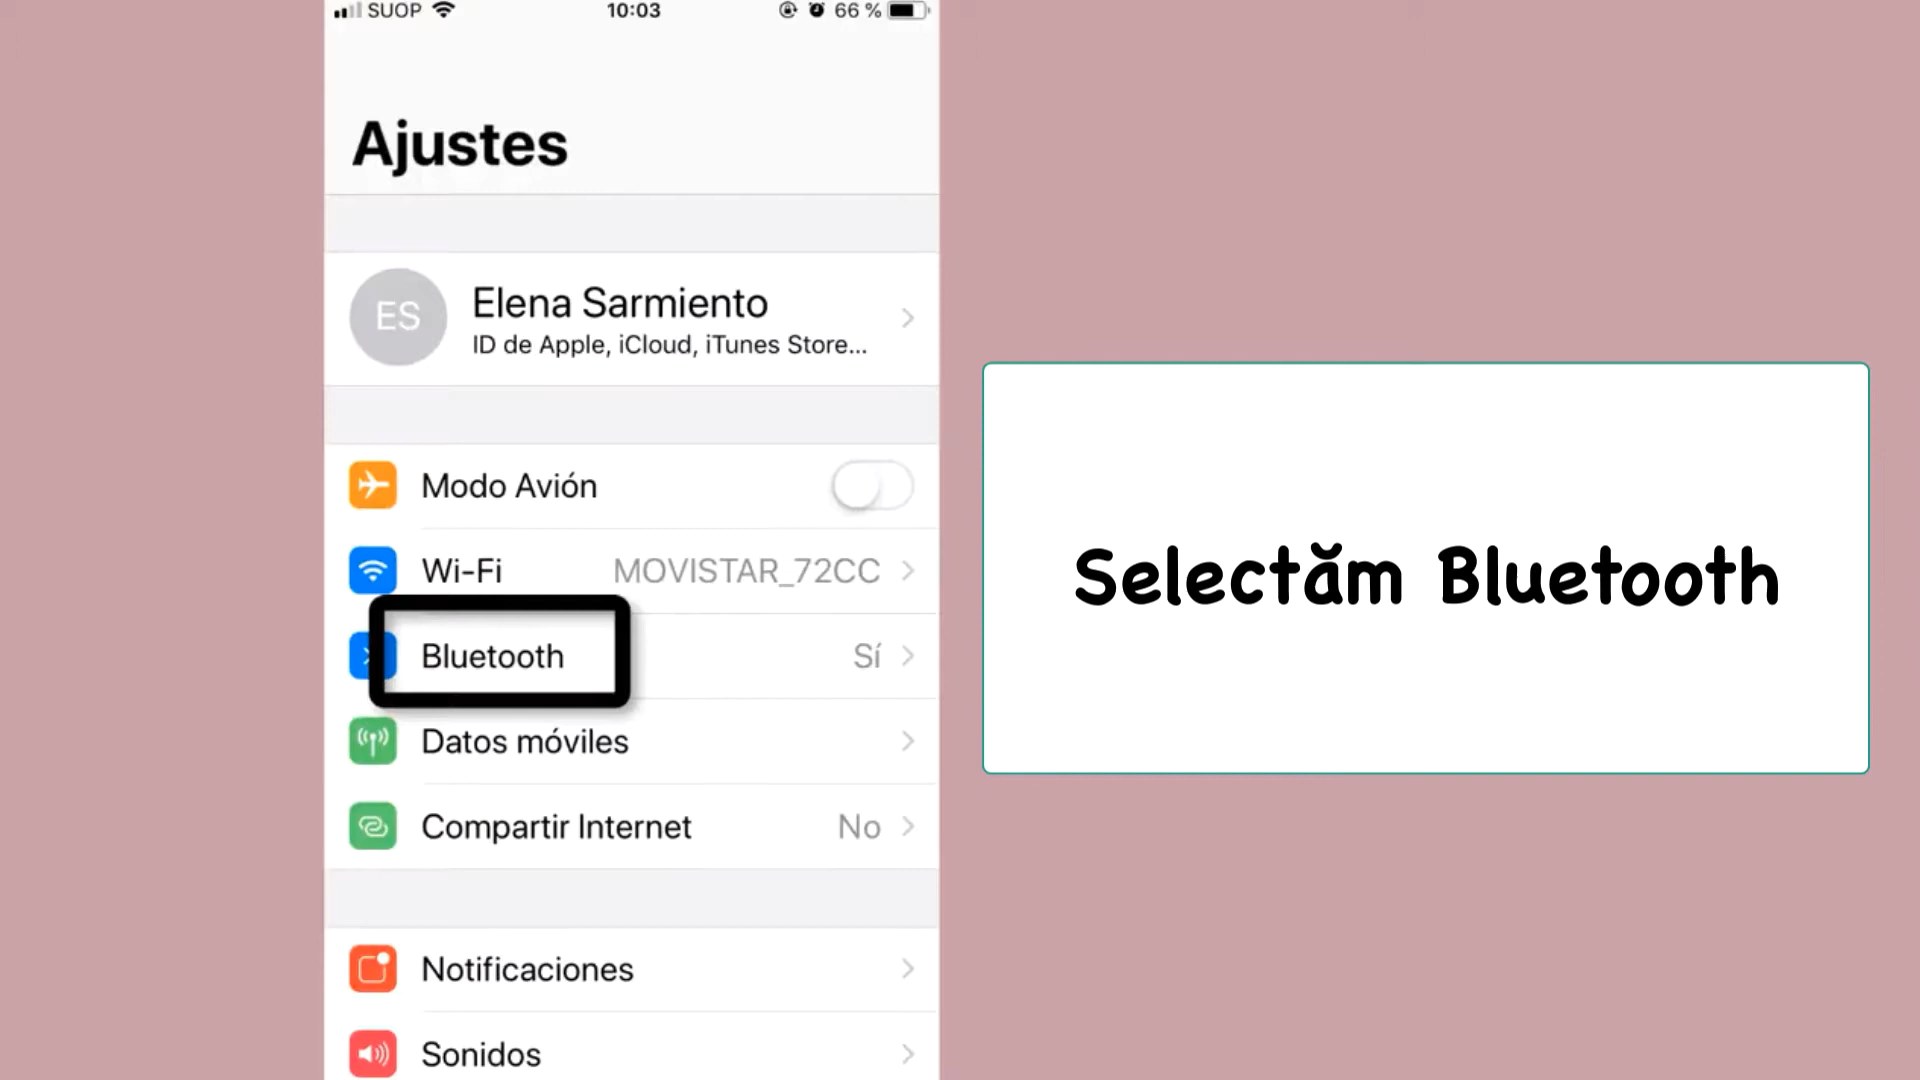 SUOP 10:03 66 %
Ajustes
ES
Elena Sarmiento
ID de Apple, iCloud, iTunes Store...
Modo Avión
Wi-Fi MOVISTAR_72CC
Bluetooth Sí
Datos móviles
Compartir Internet No
Notificaciones
Sonidos
Selectăm Bluetooth